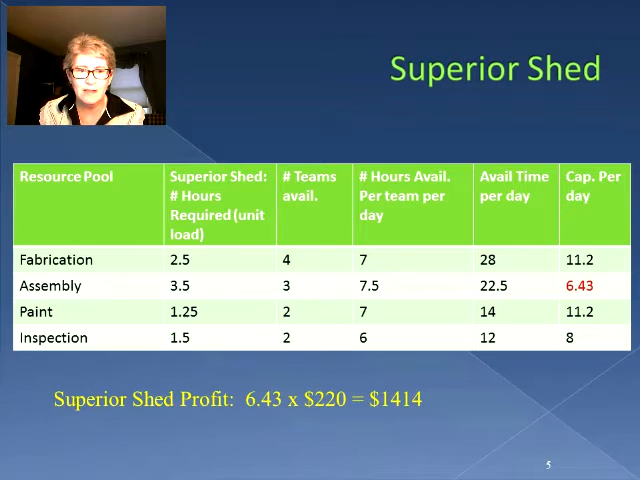 Superior Shed
Resource Pool
Superior Shed:
# Hours
Required (unit
load)
# Teams
avail.
# Hours Avail.
Per team per
day
Avail Time
per day
Cap. Per
day
Fabrication 2.5 4 7 28 11.2
Assembly 3.5 3 7.5 22.5 6.43
Paint 1.25 2 7 14 11.2
Inspection 1.5 2 6 12 8
Superior Shed Profit: 6.43 x $220 = $1414
5